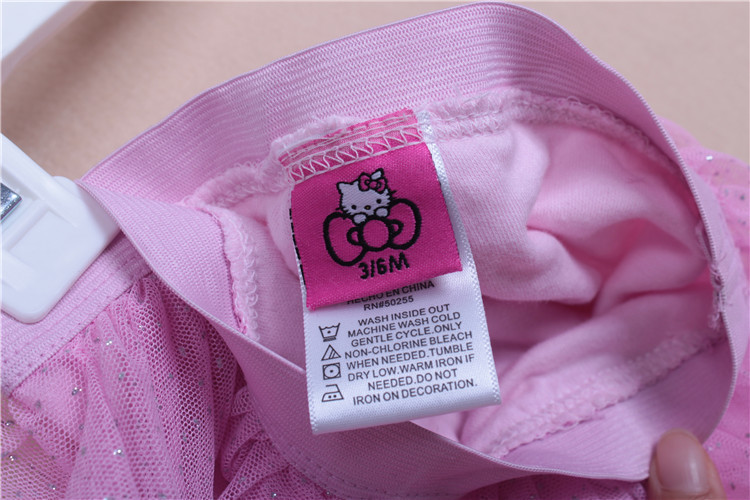 3/6M
HECHO EN CHINA
RN#50255
WASH INSIDE OUT
MACHINE WASH COLD
GENTLE CYCLE.ONLY
NON-CHLORINE BLEACH
WHEN NEEDED.TUMBLE
DRY LOW.WARM IRON IF
NEEDED.DO NOT
IRON ON DECORATION.